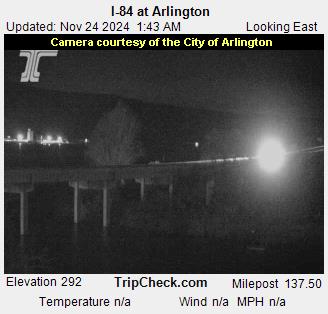 I-84 at Arlington
Updated: Nov 24 2024 1:43 AM Looking East
Camera courtesy of the City of Arlington
Elevation 292 TripCheck.com Milepost 137.50
Temperature n/a Wind n/a MPH n/a